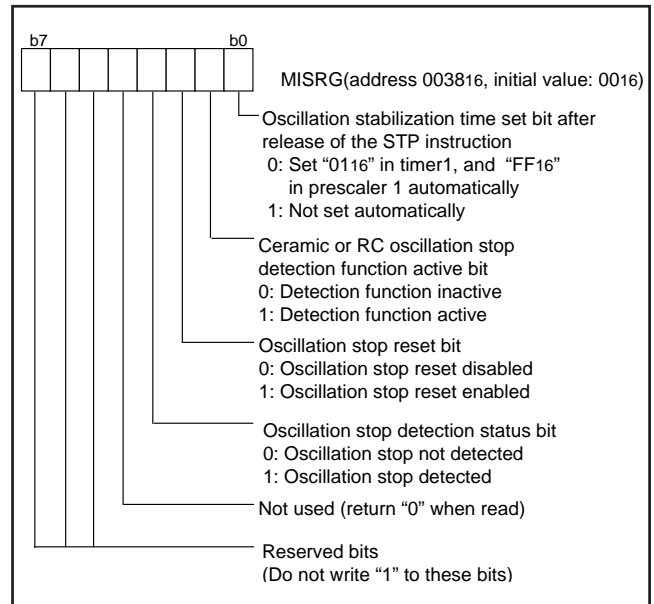 b7 b0
MISRG(address 003816, initial value: 0016)
Oscillation stabilization time set bit after
release of the STP instruction
0: Set “0116” in timer1, and “FF16”
in prescaler 1 automatically
1: Not set automatically
Ceramic or RC oscillation stop
detection function active bit
0: Detection function inactive
1: Detection function active
Oscillation stop reset bit
0: Oscillation stop reset disabled
1: Oscillation stop reset enabled
Oscillation stop detection status bit
0: Oscillation stop not detected
1: Oscillation stop detected
Not used (return “0” when read)
Reserved bits
(Do not write “1” to these bits)